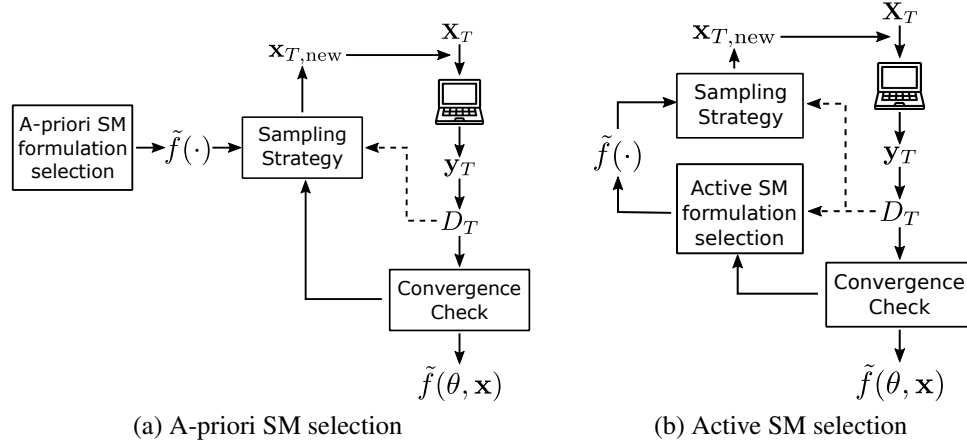 A-priori SM
formulation
selection
f̃(·)
Sampling
Strategy
x_{T,new}
X_T
y_T
D_T
Convergence
Check
f̃(θ, x)
(a) A-priori SM selection
x_{T,new}
X_T
Sampling
Strategy
f̃(·)
y_T
Active SM
formulation
selection
D_T
Convergence
Check
f̃(θ, x)
(b) Active SM selection